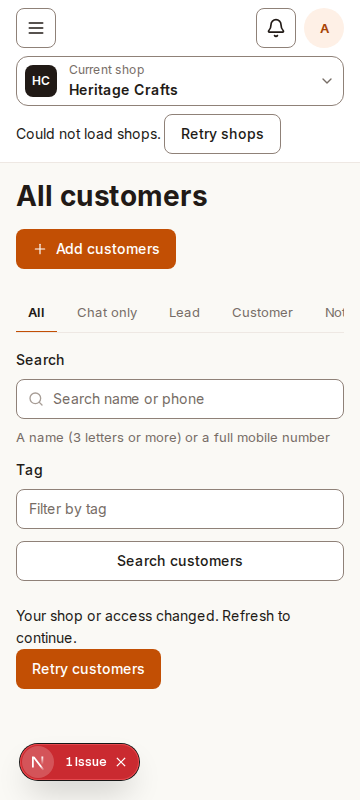 A
HC
Current shop
Heritage Crafts
Could not load shops.
Retry shops
All customers
Add customers
All
Chat only
Lead
Customer
Not
Search
Search name or phone
A name (3 letters or more) or a full mobile number
Tag
Filter by tag
Search customers
Your shop or access changed. Refresh to
continue.
Retry customers
N
1 Issue